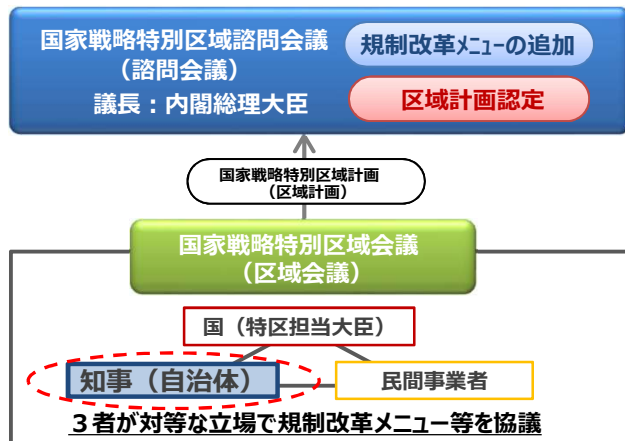 国家戦略特別区域諮問会議
（諮問会議）
議長：内閣総理大臣
規制改革メニューの追加
区域計画認定
国家戦略特別区域計画
（区域計画）
国家戦略特別区域会議
（区域会議）
国（特区担当大臣）
知事（自治体）
民間事業者
３者が対等な立場で規制改革メニュー等を協議